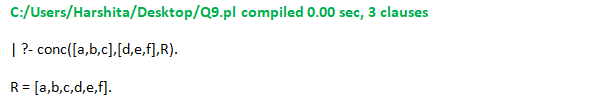 C:/Users/Harshita/Desktop/Q9.pl compiled 0.00 sec, 3 clauses
| ?- conc([a,b,c],[d,e,f],R).
R = [a,b,c,d,e,f].